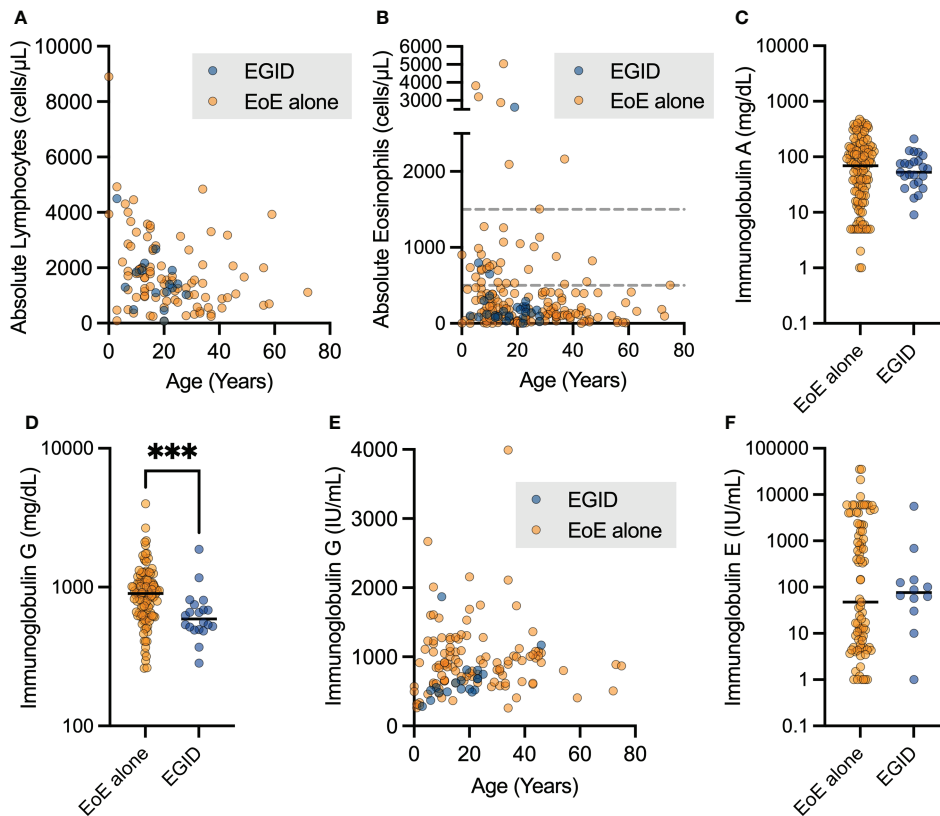 A
Absolute Lymphocytes (cells/µL)
10000
8000
6000
4000
2000
0
0 20 40 60 80
Age (Years)
EGID
EoE alone
B
Absolute Eosinophils (cells/µL)
6000
5000
4000
3000
2000
1000
0
0 20 40 60 80
Age (Years)
EGID
EoE alone
C
Immunoglobulin A (mg/dL)
10000
1000
100
10
1
0.1
EoE alone
EGID
D
Immunoglobulin G (mg/dL)
10000
1000
100
***
EoE alone
EGID
E
Immunoglobulin G (IU/mL)
4000
3000
2000
1000
0
0 20 40 60 80
Age (Years)
EGID
EoE alone
F
Immunoglobulin E (IU/mL)
100000
10000
1000
100
10
1
0.1
EoE alone
EGID